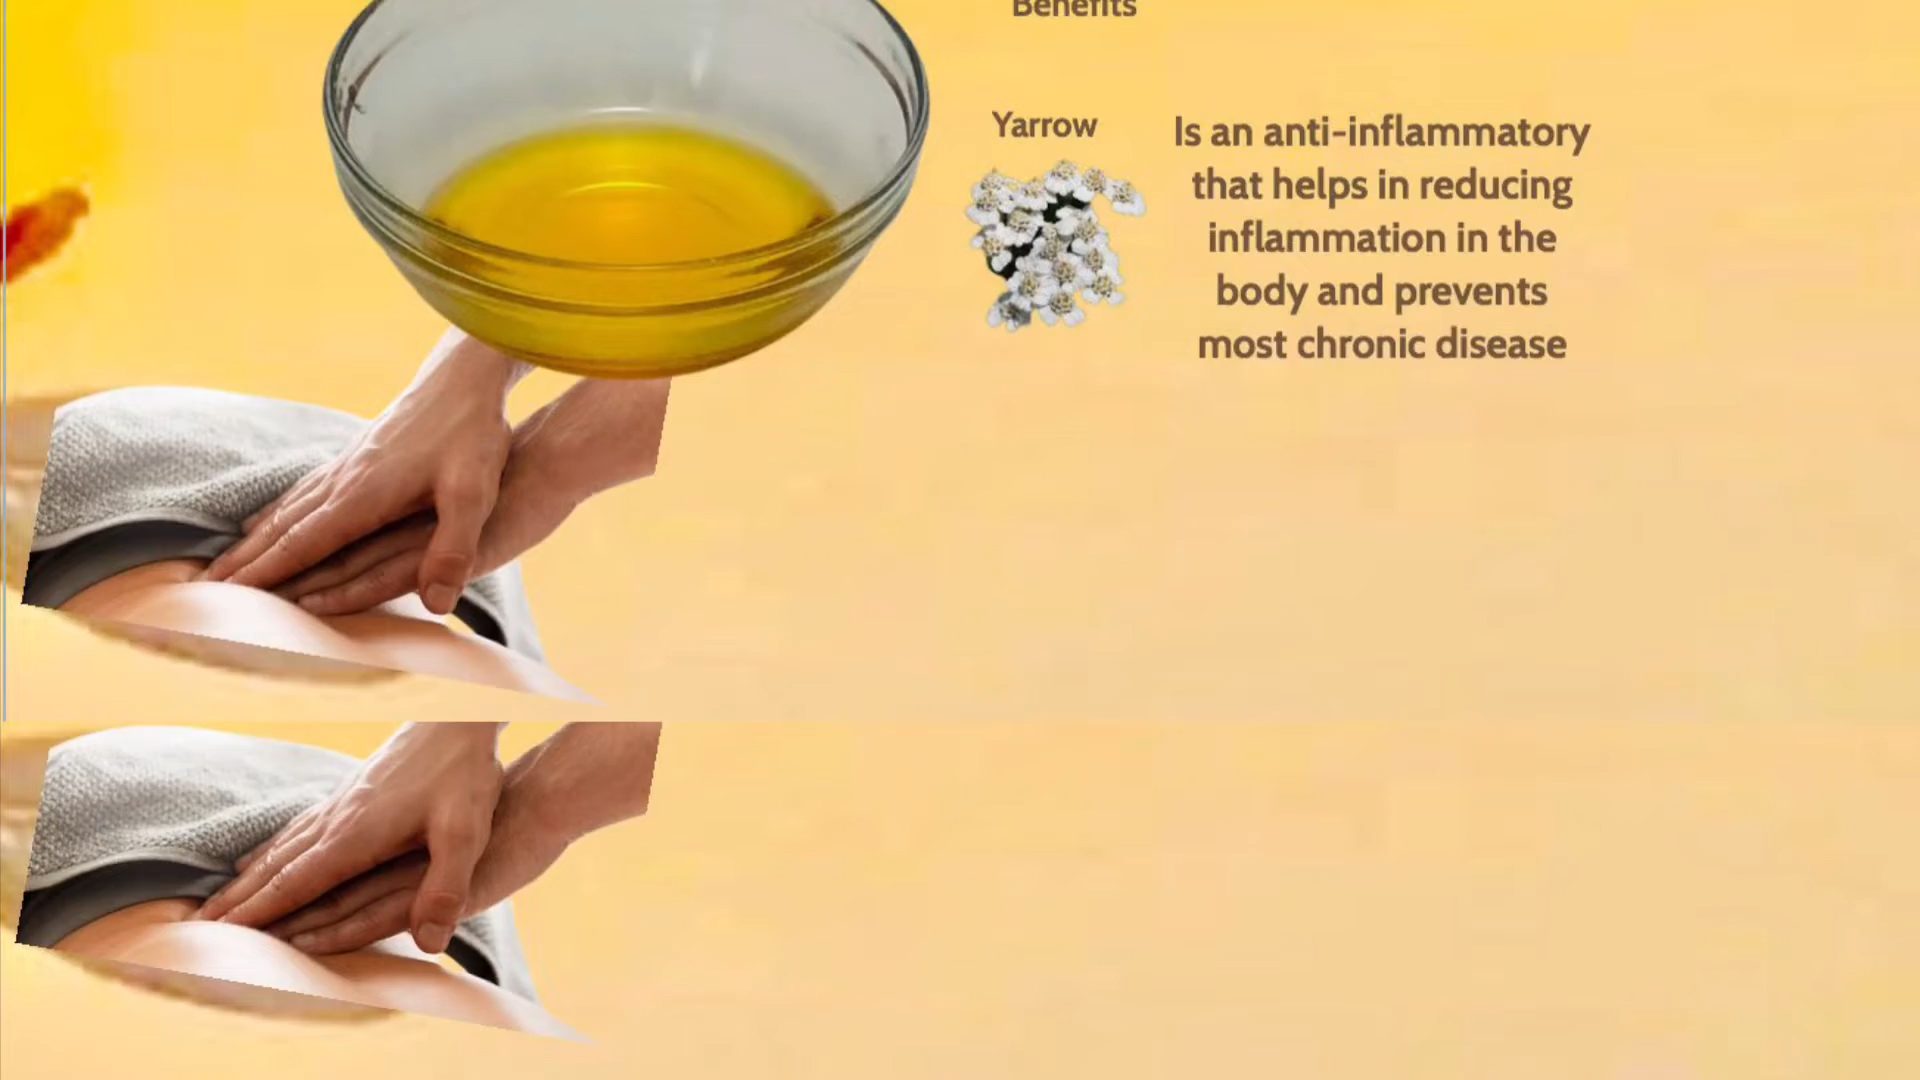 Benefits
Yarrow
Is an anti-inflammatory
that helps in reducing
inflammation in the
body and prevents
most chronic disease